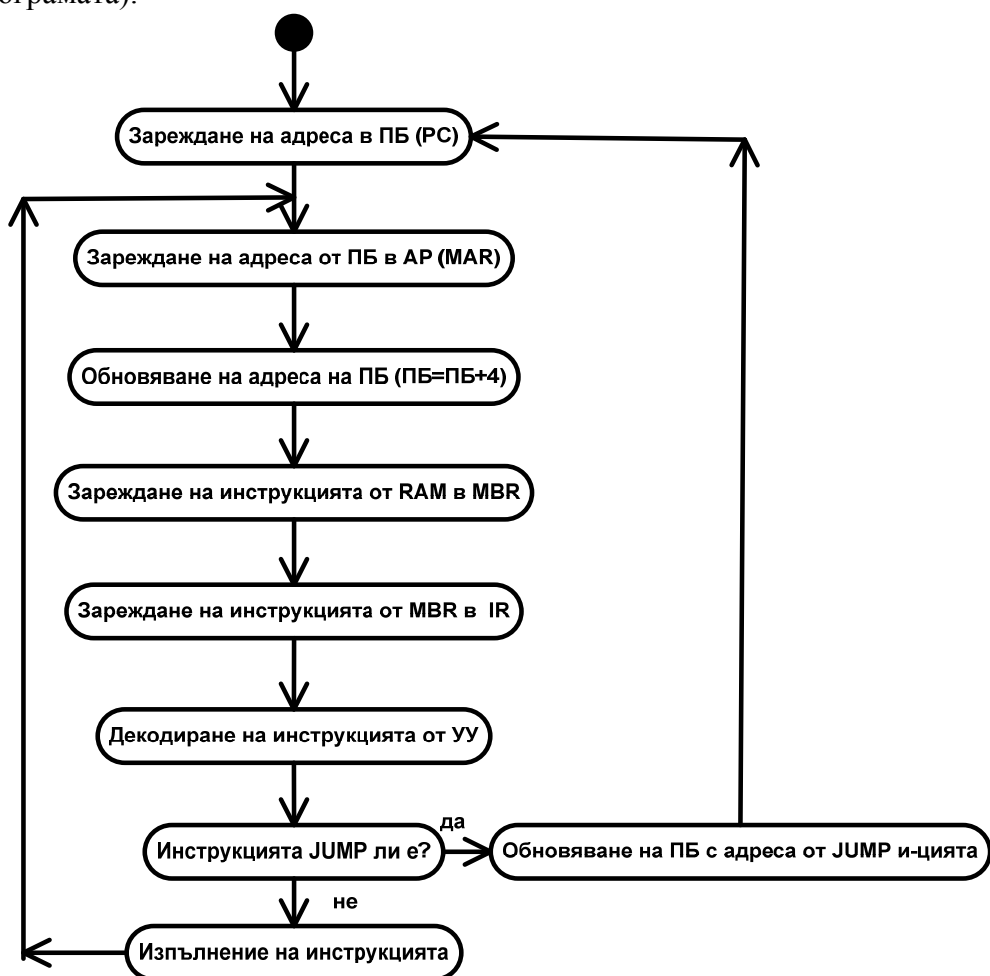 ограмата).
Зареждане на адреса в ПБ (PC)
Зареждане на адреса от ПБ в АР (MAR)
Обновяване на адреса на ПБ (ПБ=ПБ+4)
Зареждане на инструкцията от RAM в MBR
Зареждане на инструкцията от MBR в IR
Декодиране на инструкцията от УУ
Инструкцията JUMP ли е?
да
Обновяване на ПБ с адреса от JUMP и-цията
не
Изпълнение на инструкцията